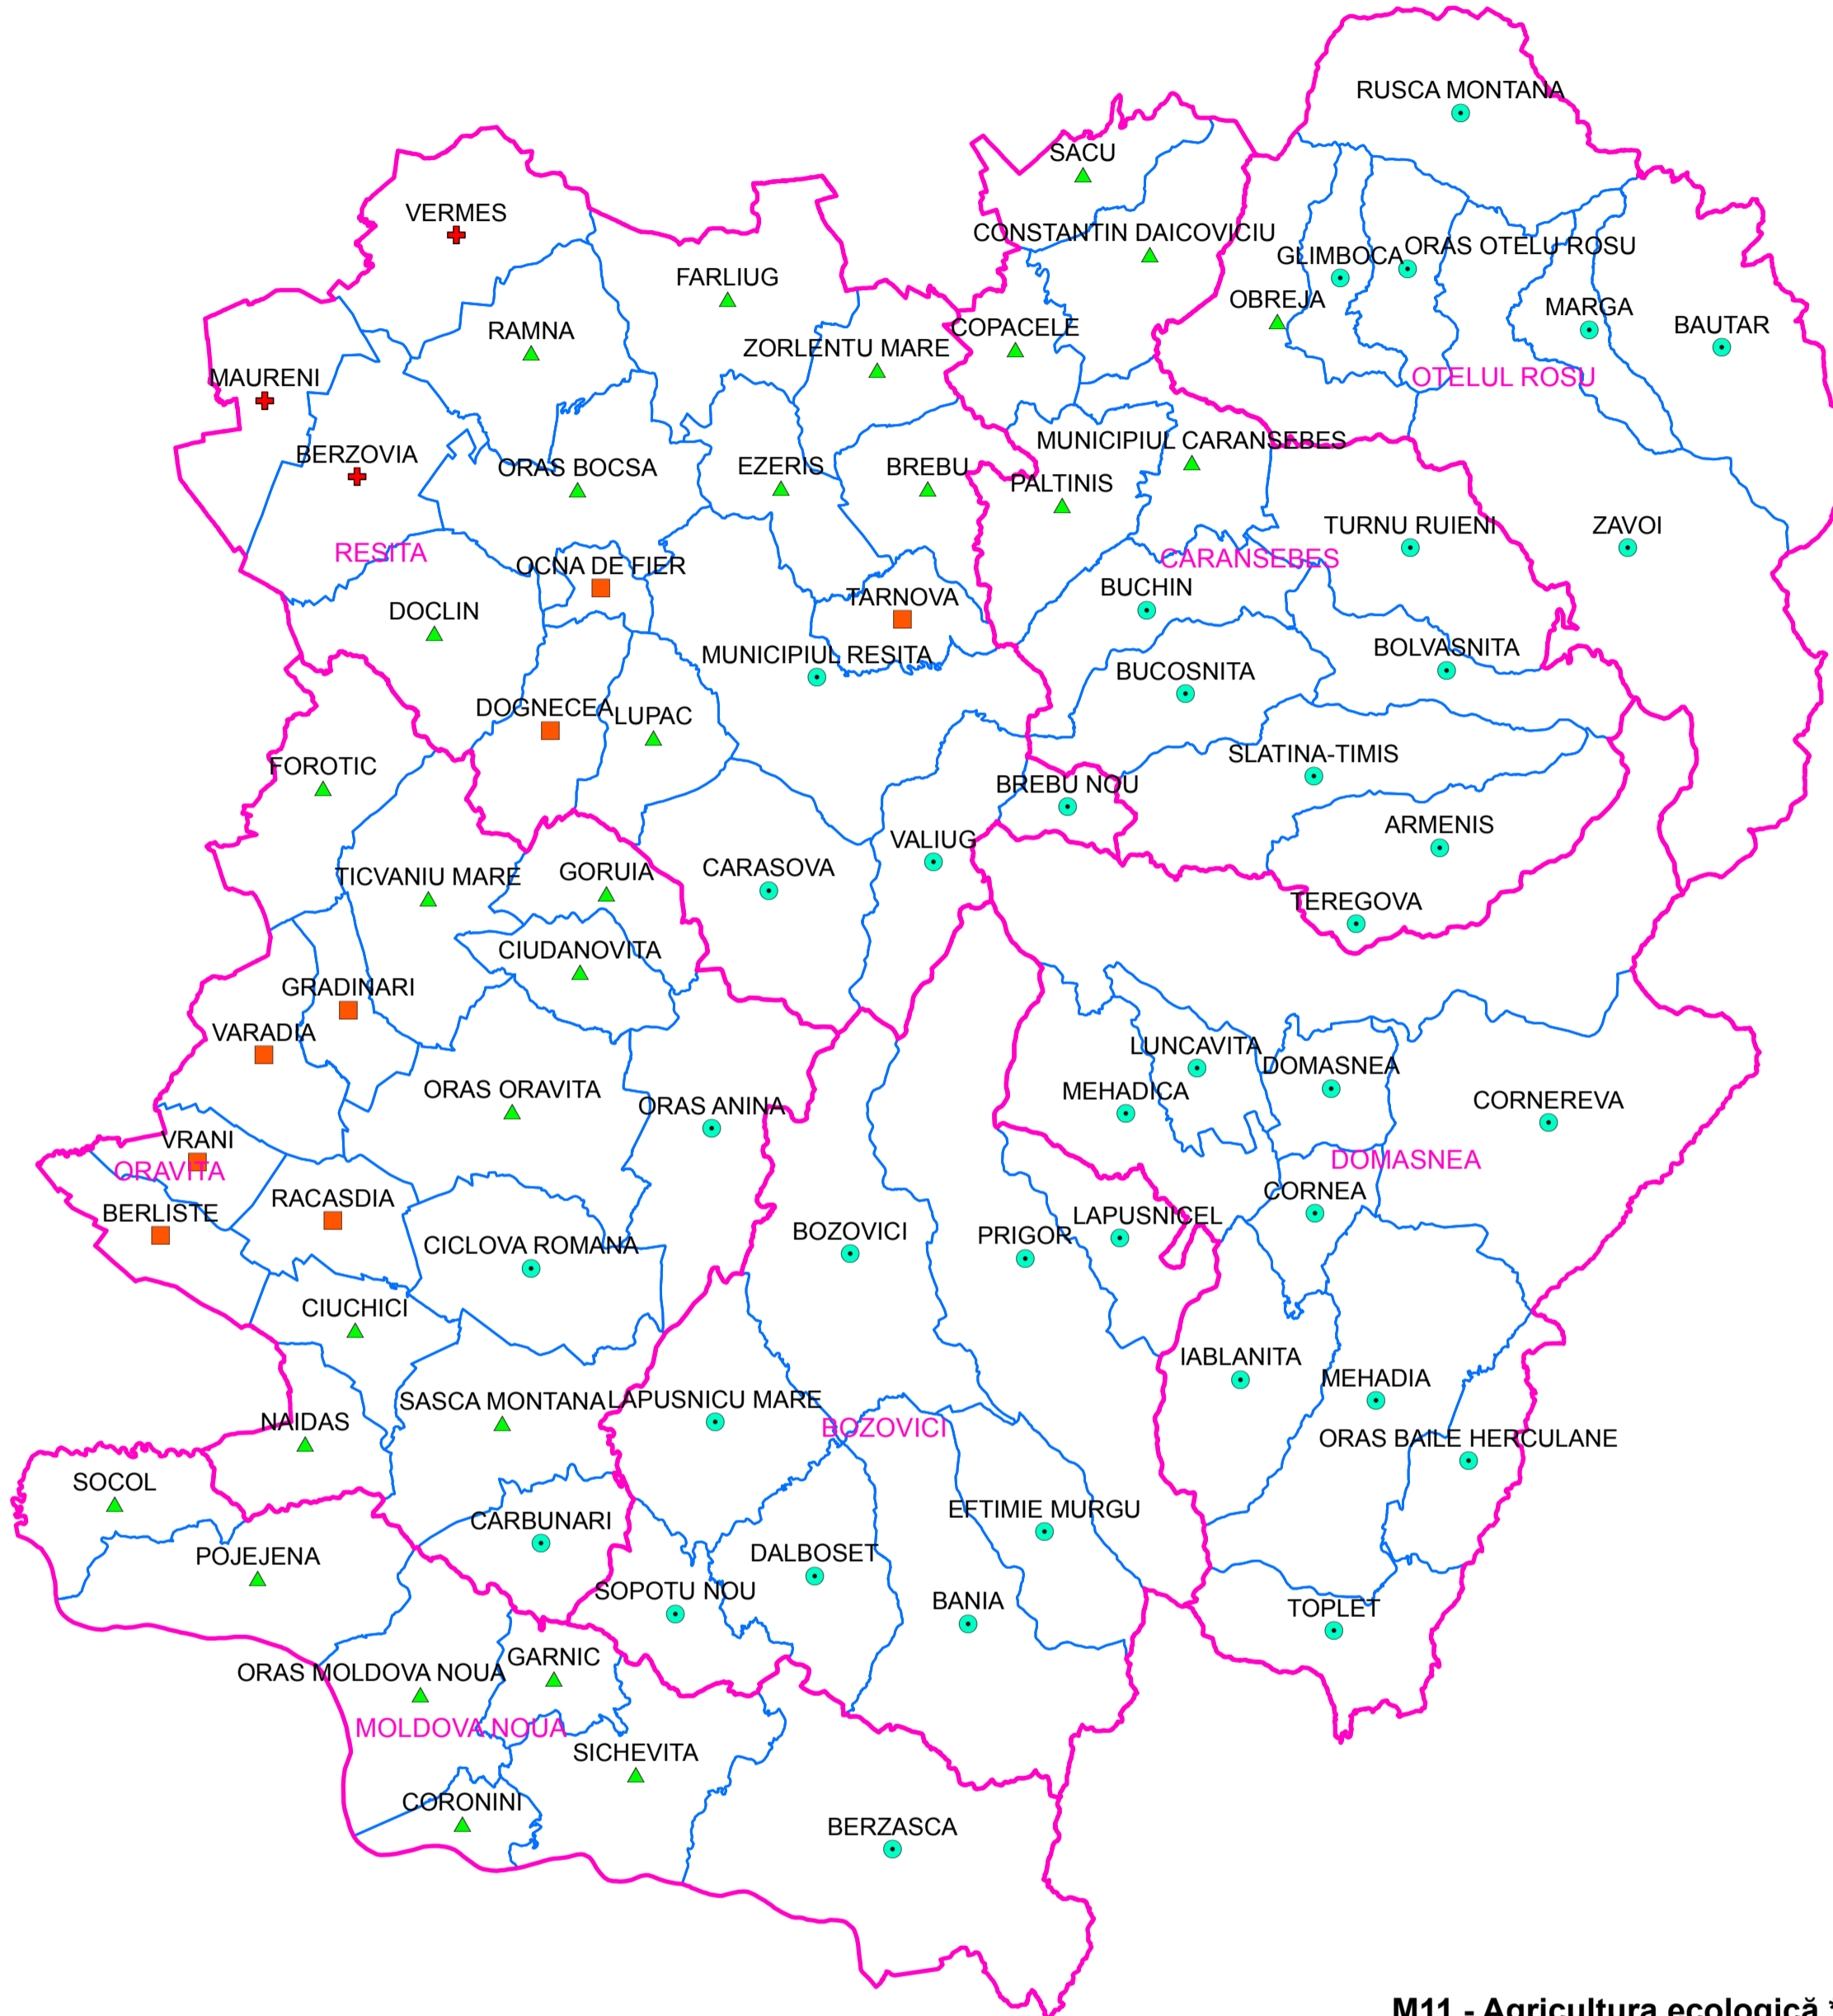 RUSCA MONTANA
SACU
VERMES
CONSTANTIN DAICOVICIU
ORAS OTELU ROSU
GLIMBOCA
FARLIUG
OBREJA
MARGA
BAUTAR
RAMNA
COPACELE
ZORLENTU MARE
MAURENI
OTELUL ROSU
MUNICIPIUL CARANSEBES
BERZOVIA
ORAS BOCSA
EZERIS
BREBU
PALTINIS
TURNU RUIENI
ZAVOI
RESITA
CARANSEBES
OCNA DE FIER
BUCHIN
TARNOVA
DOCLIN
BOLVASNITA
MUNICIPIUL RESITA
BUCOSNITA
DOGNECEA
LUPAC
SLATINA-TIMIS
FOROTIC
BREBU NOU
ARMENIS
VALIUG
CARASOVA
GORUIA
TICVANIU MARE
TEREGOVA
CIUDANOVITA
GRADINARI
VARADIA
LUNCAVITA
DOMASNEA
MEHADICA
ORAS ORAVITA
CORNEREVA
ORAS ANINA
VRANI
DOMASNEA
ORAVITA
CORNEA
RACASDIA
BERLISTE
LAPUSNICEL
BOZOVICI
PRIGOR
CICLOVA ROMANA
CIUCHICI
IABLANITA
MEHADIA
SASCA MONTANA
LAPUSNICU MARE
NAIDAS
BOZOVICI
ORAS BAILE HERCULANE
SOCOL
EFTIMIE MURGU
CARBUNARI
DALBOSET
POJEJENA
SOPOTU NOU
BANIA
TOPLET
GARNIC
ORAS MOLDOVA NOUA
MOLDOVA NOUA
SICHEVITA
CORONINI
BERZASCA
M11 - Agricultura ecologică